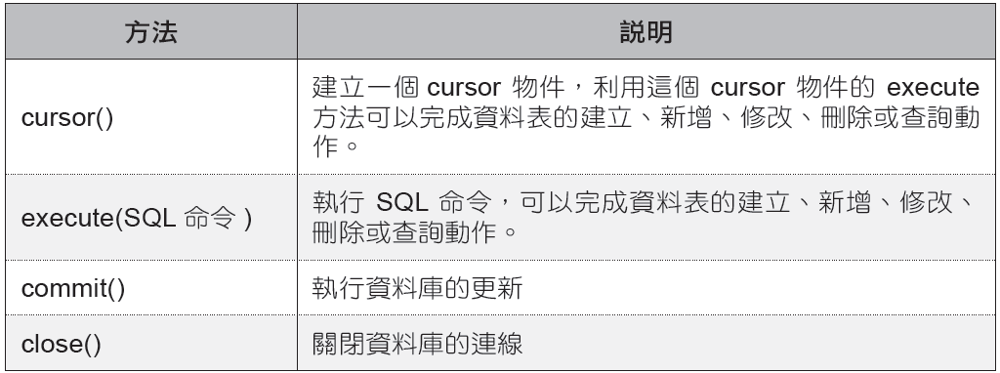 方法 說明
cursor() 建立一個 cursor 物件，利用這個 cursor 物件的 execute
方法可以完成資料表的建立、新增、修改、刪除或查詢動
作。
execute(SQL 命令 ) 執行 SQL 命令，可以完成資料表的建立、新增、修改、
刪除或查詢動作。
commit() 執行資料庫的更新
close() 關閉資料庫的連線